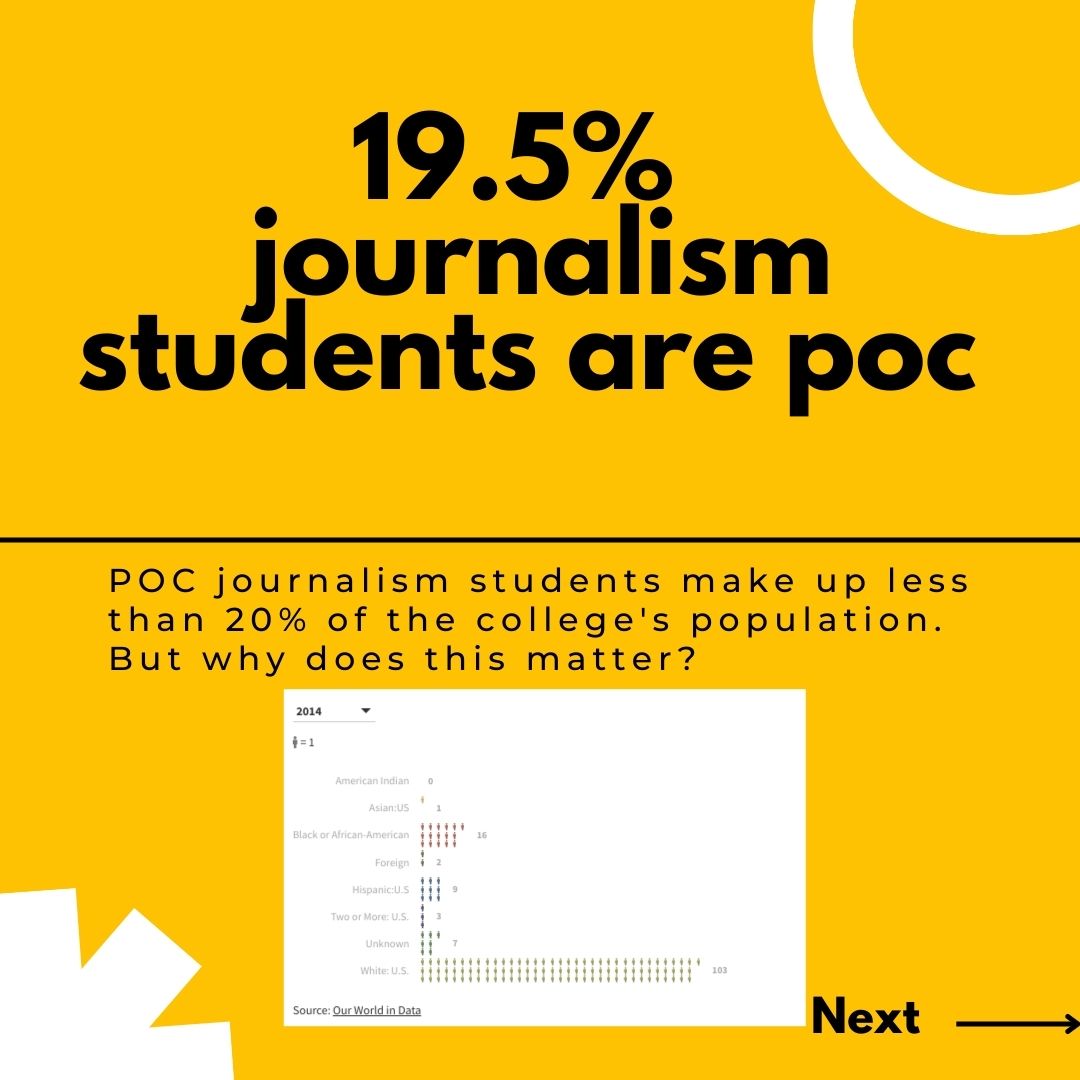 19.5%
journalism
students are poc
POC journalism students make up less
than 20% of the college's population.
But why does this matter?
2014
= 1
American Indian 0
Asian:US 1
Black or African-American 16
Foreign 2
Hispanic:U.S 9
Two or More: U.S. 3
Unknown 7
White: U.S. 103
Source: Our World in Data
Next